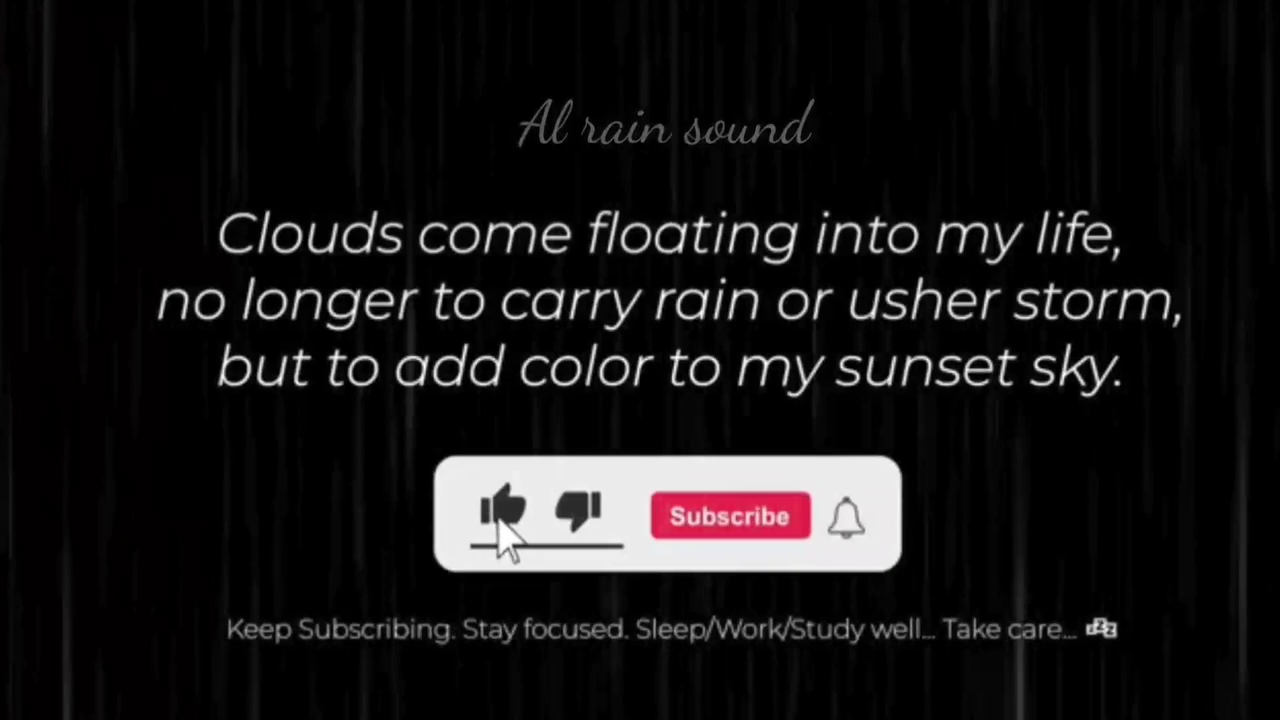 Al rain sound
Clouds come floating into my life,
no longer to carry rain or usher storm,
but to add color to my sunset sky.
Subscribe
Keep Subscribing. Stay focused. Sleep/Work/Study well... Take care... 💤